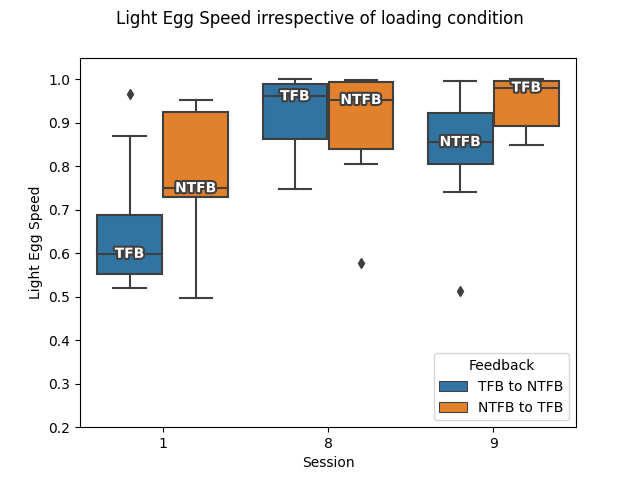 Light Egg Speed irrespective of loading condition
Light Egg Speed
1.0
0.9
0.8
0.7
0.6
0.5
0.4
0.3
0.2
TFB
NTFB
TFB
NTFB
NTFB
TFB
Feedback
TFB to NTFB
NTFB to TFB
1
8
9
Session